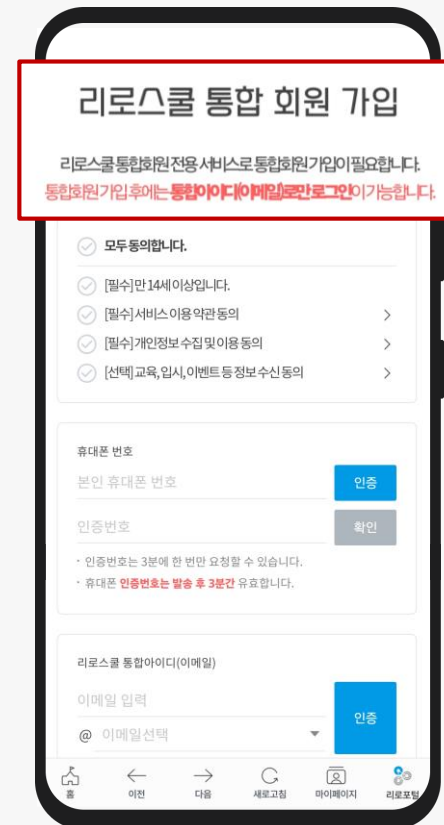 리로스쿨 통합 회원 가입
리로스쿨 통합회원 전용 서비스로 통합회원 가입이 필요합니다.
통합회원 가입 후에는 통합아이디(이메일)로만 로그인이 가능합니다.
모두 동의합니다.
[필수] 만 14세 이상입니다.
[필수] 서비스 이용 약관 동의
[필수] 개인정보 수집 및 이용 동의
[선택] 교육, 입시, 이벤트 등 정보 수신 동의
휴대폰 번호
본인 휴대폰 번호
인증
인증번호
확인
· 인증번호는 3분에 한 번만 요청할 수 있습니다.
· 휴대폰 인증번호는 발송 후 3분간 유효합니다.
리로스쿨 통합아이디(이메일)
이메일 입력
인증
@ 이메일선택
홈 이전 다음 새로고침 마이페이지 리로포털